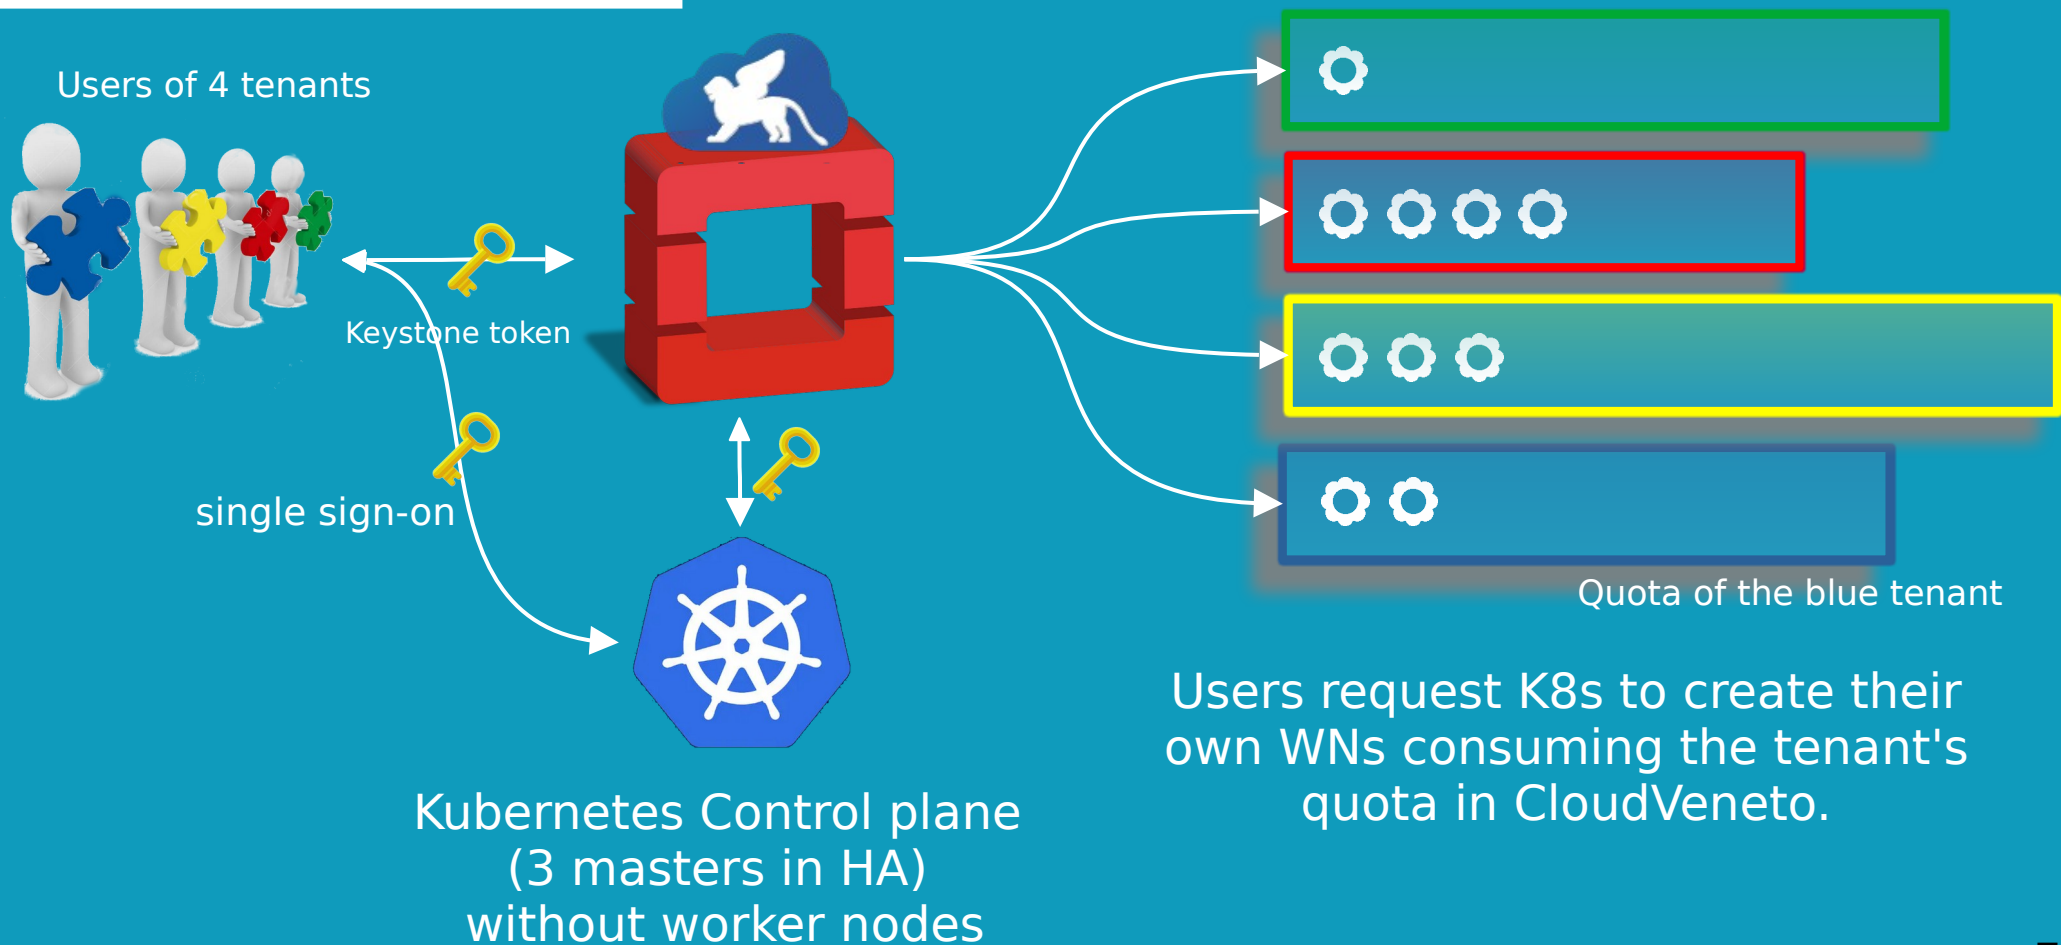 Users of 4 tenants
Keystone token
single sign-on
Kubernetes Control plane
(3 masters in HA)
without worker nodes
Quota of the blue tenant
Users request K8s to create their
own WNs consuming the tenant's
quota in CloudVeneto.